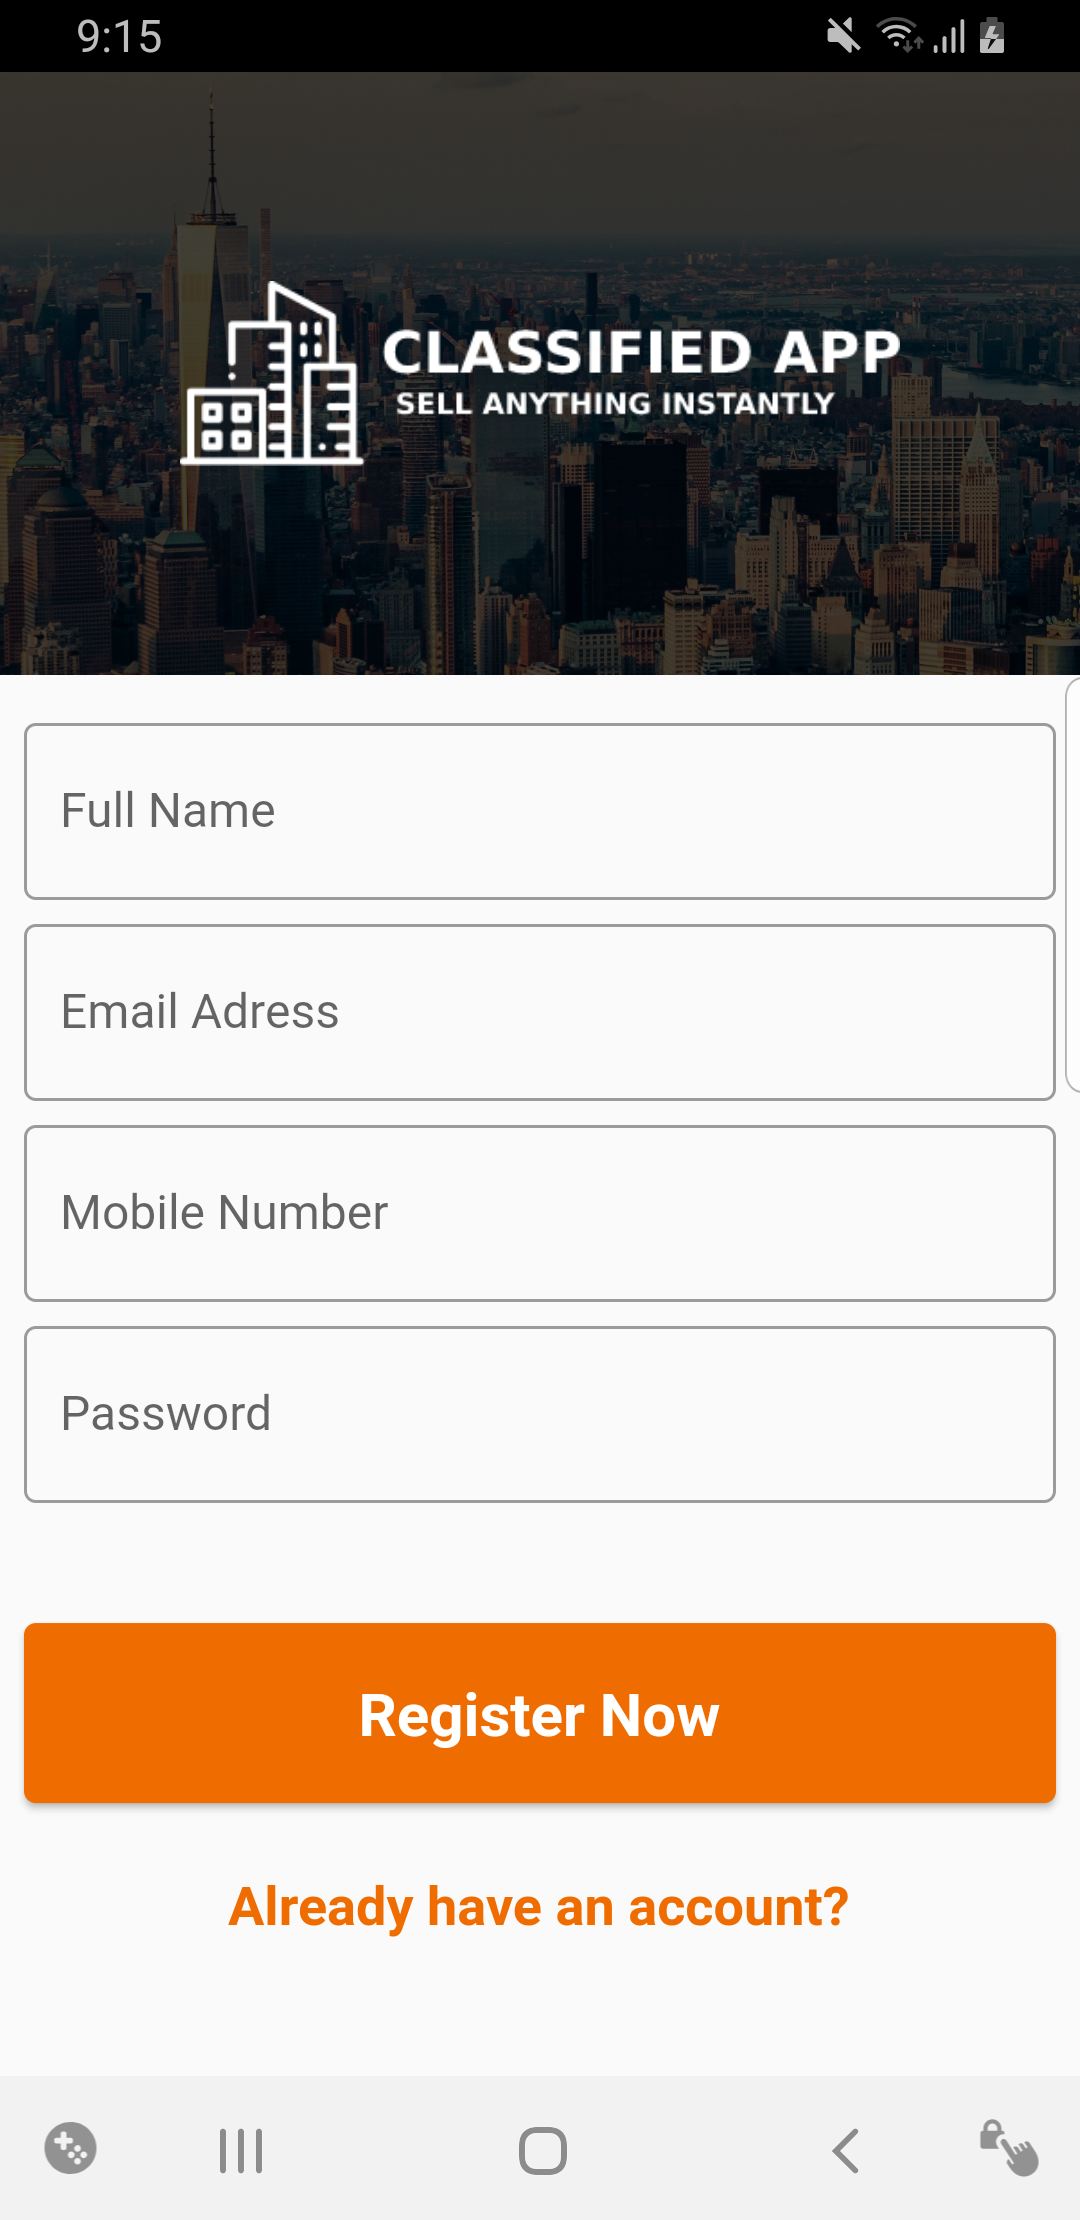 9:15
CLASSIFIED APP
SELL ANYTHING INSTANTLY
Full Name
Email Adress
Mobile Number
Password
Register Now
Already have an account?